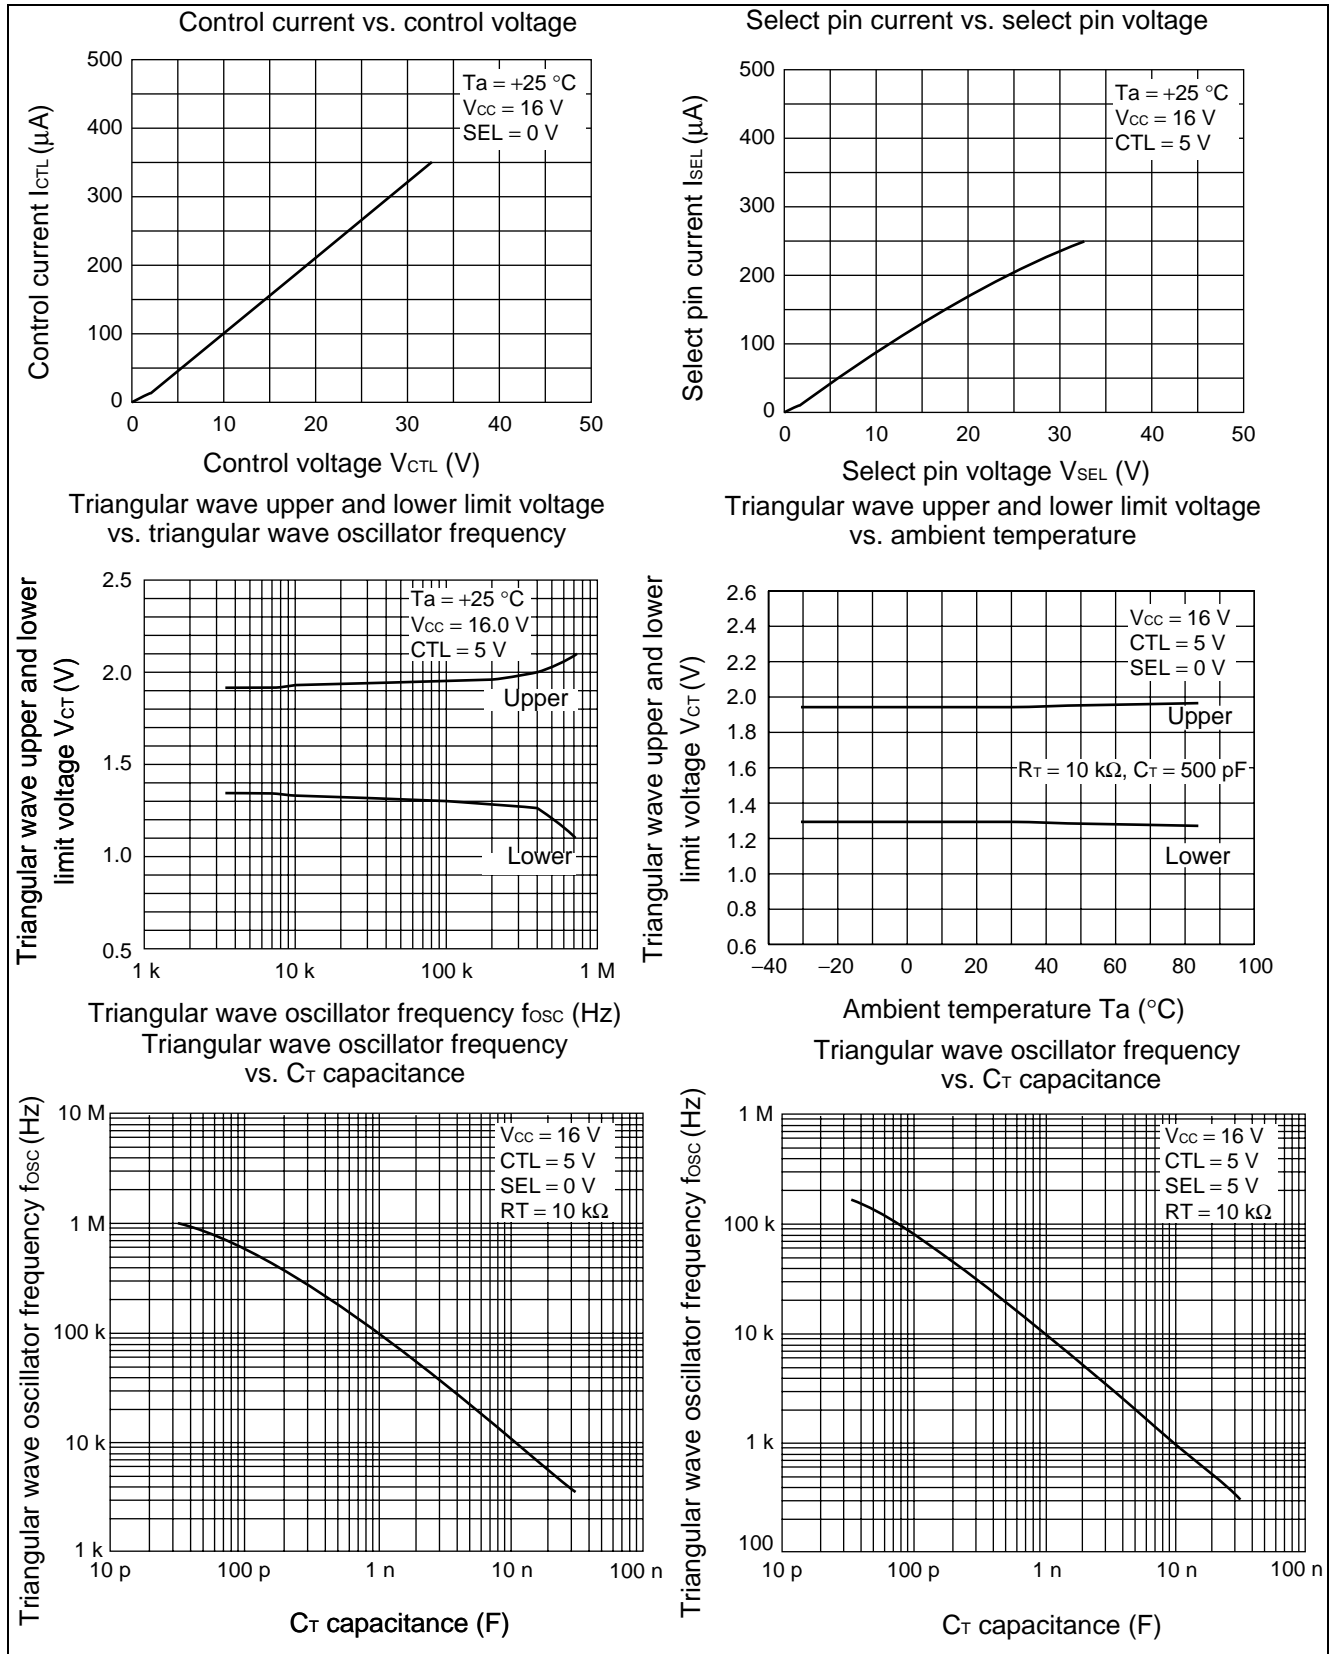 Control current vs. control voltage
Control current ICTL (μA)
500
400
300
200
100
0
Ta = +25 °C
VCC = 16 V
SEL = 0 V
0 10 20 30 40 50
Control voltage VCTL (V)
Select pin current vs. select pin voltage
Select pin current ISEL (μA)
500
400
300
200
100
0
Ta = +25 °C
VCC = 16 V
CTL = 5 V
0 10 20 30 40 50
Select pin voltage VSEL (V)
Triangular wave upper and lower limit voltage
vs. triangular wave oscillator frequency
Triangular wave upper and lower
limit voltage VCT (V)
2.5
2.0
1.5
1.0
0.5
Ta = +25 °C
VCC = 16.0 V
CTL = 5 V
Upper
Lower
1 k 10 k 100 k 1 M
Triangular wave oscillator frequency fOSC (Hz)
Triangular wave upper and lower limit voltage
vs. ambient temperature
Triangular wave upper and lower
limit voltage VCT (V)
2.6
2.4
2.2
2.0
1.8
1.6
1.4
1.2
1.0
0.8
0.6
VCC = 16 V
CTL = 5 V
SEL = 0 V
Upper
RT = 10 kΩ, CT = 500 pF
Lower
−40 −20 0 20 40 60 80 100
Ambient temperature Ta (°C)
Triangular wave oscillator frequency
vs. CT capacitance
Triangular wave oscillator frequency fOSC (Hz)
10 M
1 M
100 k
10 k
1 k
VCC = 16 V
CTL = 5 V
SEL = 0 V
RT = 10 kΩ
10 p 100 p 1 n 10 n 100 n
CT capacitance (F)
Triangular wave oscillator frequency
vs. CT capacitance
Triangular wave oscillator frequency fOSC (Hz)
1 M
100 k
10 k
1 k
100
VCC = 16 V
CTL = 5 V
SEL = 5 V
RT = 10 kΩ
10 p 100 p 1 n 10 n 100 n
CT capacitance (F)